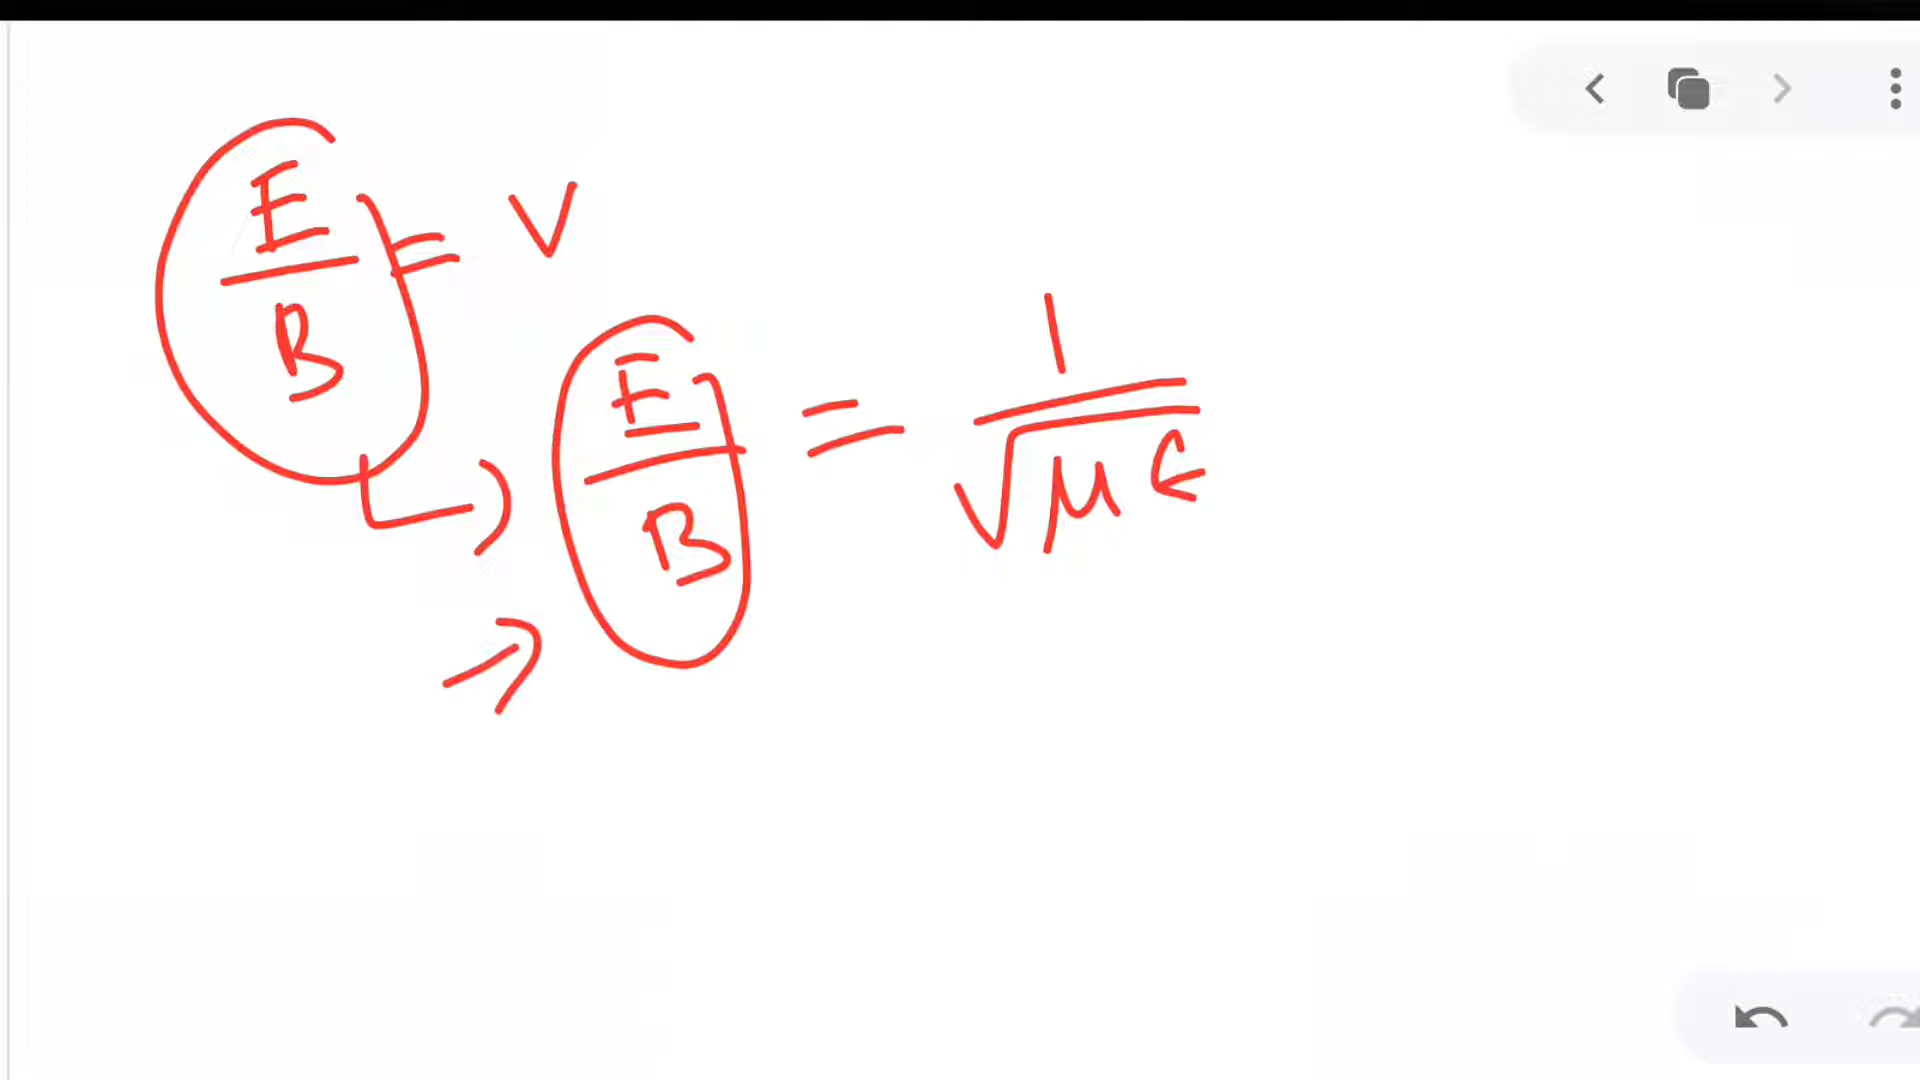 E/B = V
→ E/B = 1/√με
→